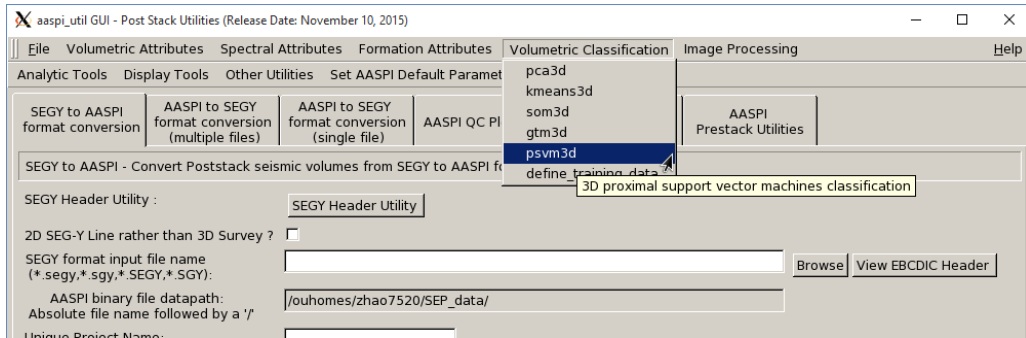 aaspi_util GUI - Post Stack Utilities (Release Date: November 10, 2015)
File Volumetric Attributes Spectral Attributes Formation Attributes Volumetric Classification Image Processing Help
Analytic Tools Display Tools Other Utilities Set AASPI Default Paramet
pca3d
kmeans3d
som3d
gtm3d
psvm3d
define_training_data
3D proximal support vector machines classification
SEGY to AASPI
format conversion
AASPI to SEGY
format conversion
(multiple files)
AASPI to SEGY
format conversion
(single file)
AASPI QC Pl
AASPI
Prestack Utilities
SEGY to AASPI - Convert Poststack seismic volumes from SEGY to AASPI fo
SEGY Header Utility :
SEGY Header Utility
2D SEG-Y Line rather than 3D Survey ?
SEGY format input file name
(*.segy,*.sgy,*.SEGY,*.SGY):
Browse View EBCDIC Header
AASPI binary file datapath:
Absolute file name followed by a '/'
/ouhomes/zhao7520/SEP_data/
Unique Project Name: